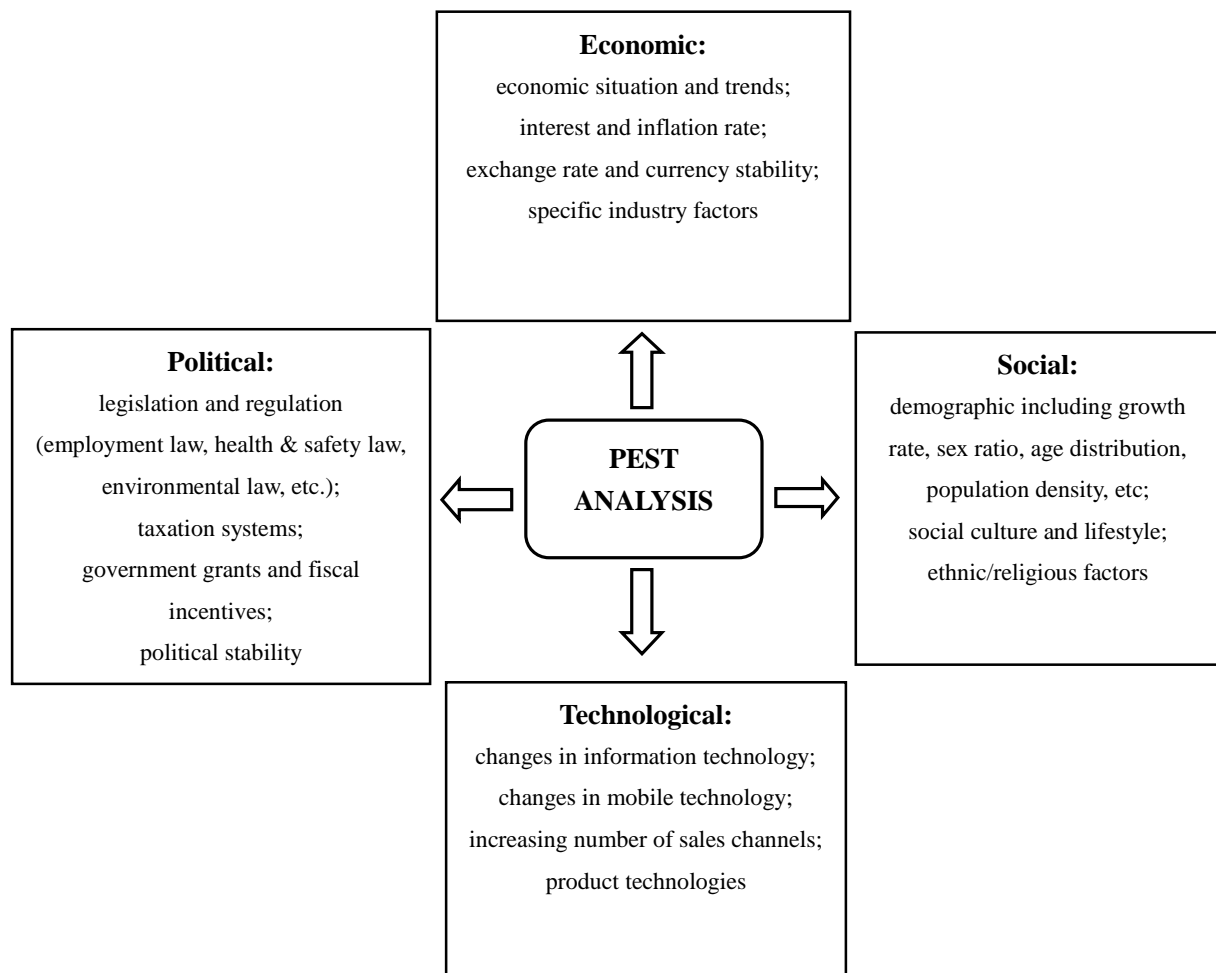 Economic:
economic situation and trends;
interest and inflation rate;
exchange rate and currency stability;
specific industry factors
Political:
legislation and regulation
(employment law, health & safety law,
environmental law, etc.);
taxation systems;
government grants and fiscal
incentives;
political stability
PEST
ANALYSIS
Social:
demographic including growth
rate, sex ratio, age distribution,
population density, etc;
social culture and lifestyle;
ethnic/religious factors
Technological:
changes in information technology;
changes in mobile technology;
increasing number of sales channels;
product technologies